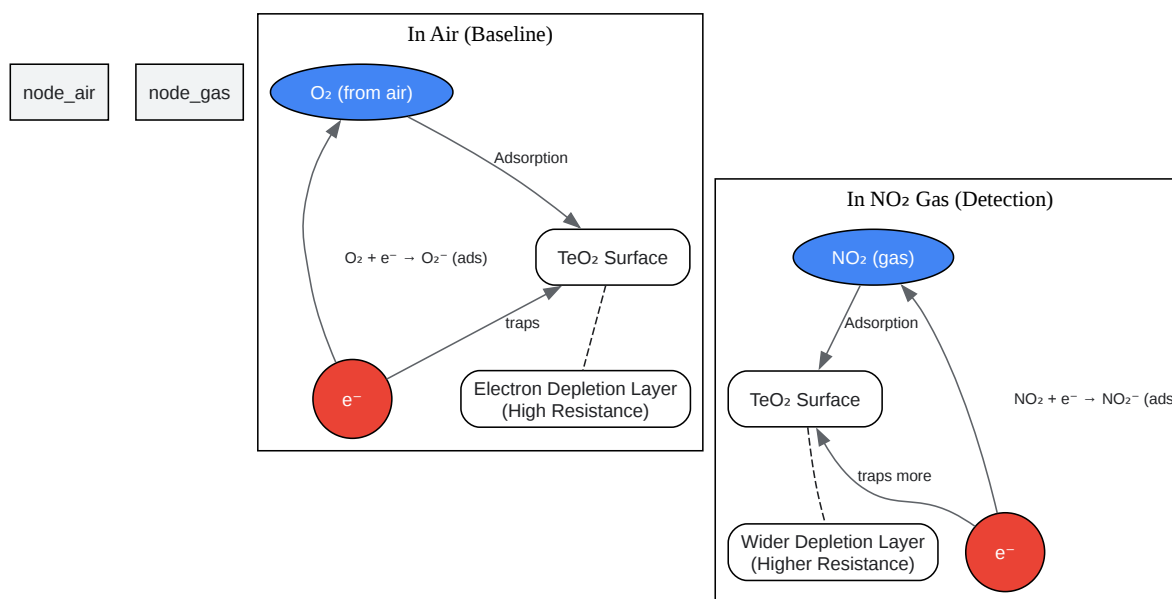 node_air
node_gas
In Air (Baseline)
O₂ (from air)
Adsorption
TeO₂ Surface
O₂ + e⁻ → O₂⁻ (ads)
traps
e⁻
Electron Depletion Layer
(High Resistance)
In NO₂ Gas (Detection)
NO₂ (gas)
Adsorption
TeO₂ Surface
NO₂ + e⁻ → NO₂⁻ (ads
traps more
Wider Depletion Layer
(Higher Resistance)
e⁻